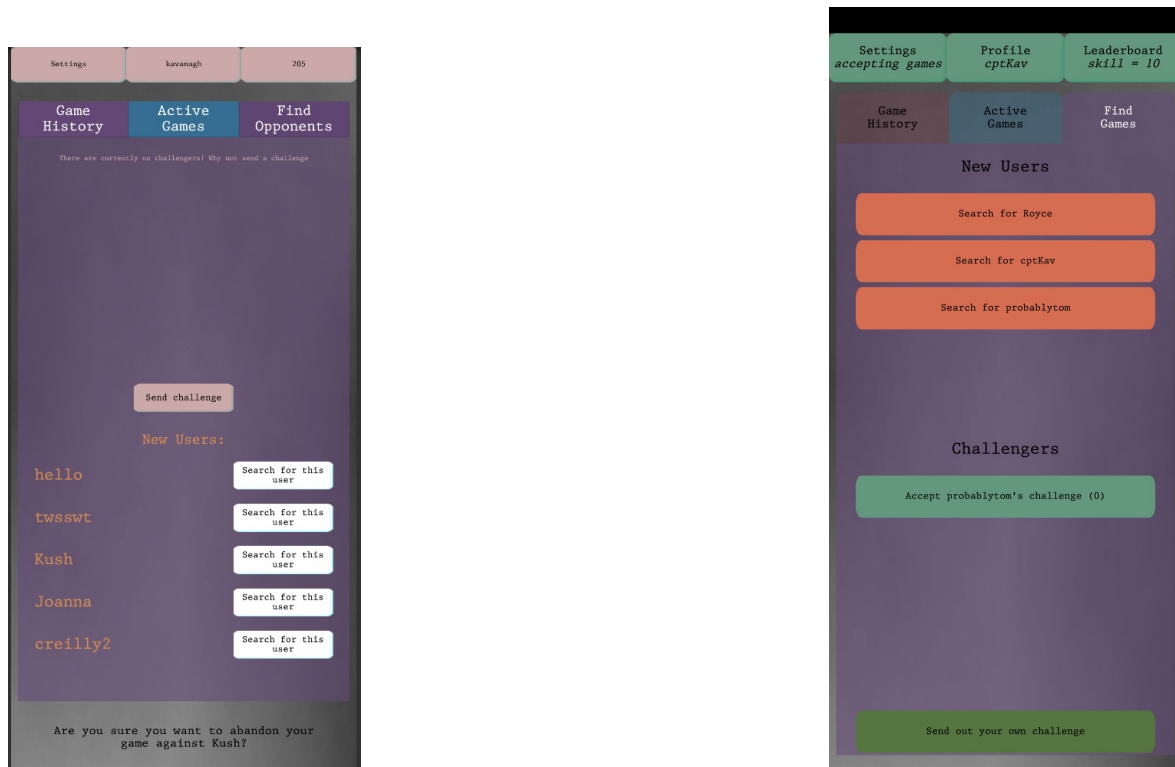 Settings
kavanagh
205
Game
History
Active
Games
Find
Opponents
There are currently no challengers! Why not send a challenge
Send challenge
New Users:
hello
Search for this
user
twsswt
Search for this
user
Kush
Search for this
user
Joanna
Search for this
user
creilly2
Search for this
user
Are you sure you want to abandon your
game against Kush?
Settings
accepting games
Profile
cptKav
Leaderboard
skill = 10
Game
History
Active
Games
Find
Games
New Users
Search for Royce
Search for cptKav
Search for probablytom
Challengers
Accept probablytom's challenge (0)
Send out your own challenge